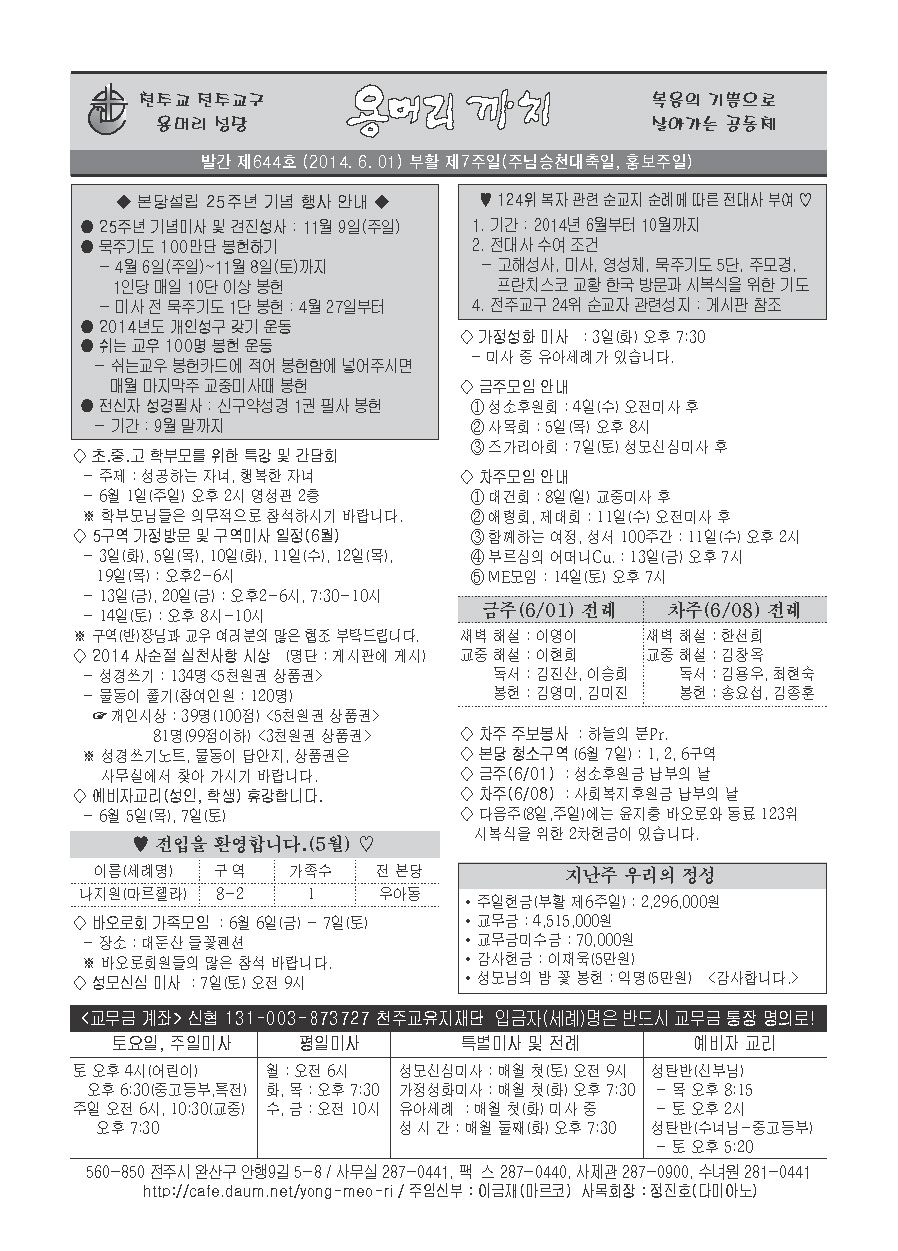 천주교 전주교구
용머리 성당
용머리 까치
복음의 기쁨으로
살아가는 공동체
발간 제644호 (2014. 6. 01) 부활 제7주일(주님승천대축일, 홍보주일)
◆ 본당설립 25주년 기념 행사 안내 ◆
● 25주년 기념미사 및 견진성사 : 11월 9일(주일)
● 묵주기도 100만단 봉헌하기
- 4월 6일(주일)~11월 8일(토)까지
1인당 매일 10단 이상 봉헌
- 미사 전 묵주기도 1단 봉헌 : 4월 27일부터
● 2014년도 개인성구 갖기 운동
● 쉬는 교우 100명 봉헌 운동
- 쉬는교우 봉헌카드에 적어 봉헌함에 넣어주시면
매월 마지막주 교중미사때 봉헌
● 전신자 성경필사 : 신구약성경 1권 필사 봉헌
- 기간 : 9월 말까지
◇ 초.중.고 학부모를 위한 특강 및 간담회
- 주제 : 성공하는 자녀, 행복한 자녀
- 6월 1일(주일) 오후 2시 영성관 2층
※ 학부모님들은 의무적으로 참석하시기 바랍니다.
◇ 5구역 가정방문 및 구역미사 일정(6월)
- 3일(화), 5일(목), 10일(화), 11일(수), 12일(목),
19일(목) : 오후2-6시
- 13일(금), 20일(금) : 오후2-6시, 7:30-10시
- 14일(토) : 오후 8시-10시
※ 구역(반)장님과 교우 여러분의 많은 협조 부탁드립니다.
◇ 2014 사순절 실천사항 시상 (명단 : 게시판에 게시)
- 성경쓰기 : 134명<5천원권 상품권>
- 물동이 퀴기(참여인원 : 120명)
☞ 개인시상 : 39명(100점) <5천원권 상품권>
81명(99점이하) <3천원권 상품권>
※ 성경쓰기노트, 물동이 답안지, 상품권은
사무실에서 찾아 가시기 바랍니다.
◇ 예비자교리(성인, 학생) 휴강합니다.
- 6월 5일(목), 7일(토)
♥ 전입을 환영합니다.(5월) ♡
이름(세례명) 구 역 가족수 전 본당
나지원(마르첼라) 8-2 1 우아동
◇ 바오로회 가족모임 : 6월 6일(금) - 7일(토)
- 장소 : 대둔산 들꽃펜션
※ 바오로회원들의 많은 참석 바랍니다.
◇ 성모신심 미사 : 7일(토) 오전 9시
♥ 124위 복자 관련 순교지 순례에 따른 전대사 부여 ♡
1. 기간 : 2014년 6월부터 10월까지
2. 전대사 수여 조건
- 고해성사, 미사, 영성체, 묵주기도 5단, 주모경,
프란치스코 교황 한국 방문과 시복식을 위한 기도
4. 전주교구 24위 순교자 관련성지 : 게시판 참조
◇ 가정성화 미사 : 3일(화) 오후 7:30
- 미사 중 유아세례가 있습니다.
◇ 금주모임 안내
① 성소후원회 : 4일(수) 오전미사 후
② 사목회 : 5일(목) 오후 8시
③ 즈가리아회 : 7일(토) 성모신심미사 후
◇ 차주모임 안내
① 대건회 : 8일(일) 교중미사 후
② 애령회, 제대회 : 11일(수) 오전미사 후
③ 함께하는 여정, 성서 100주간 : 11일(수) 오후 2시
④ 부르심의 어머니Cu. : 13일(금) 오후 7시
⑤ ME모임 : 14일(토) 오후 7시
금주(6/01) 전례 차주(6/08) 전례
새벽 해설 : 이영이 새벽 해설 : 한선희
교중 해설 : 이현희 교중 해설 : 김창옥
독서 : 김진산, 이승희 독서 : 김용우, 최현숙
봉헌 : 김영미, 김미진 봉헌 : 송요섭, 김종훈
◇ 차주 주보봉사 : 하늘의 문Pr.
◇ 본당 청소구역 (6월 7일) : 1, 2, 6구역
◇ 금주(6/01) : 성소후원금 납부의 날
◇ 차주(6/08) : 사회복지후원금 납부의 날
◇ 다음주(8일,주일)에는 윤지충 바오로와 동료 123위
시복식을 위한 2차헌금이 있습니다.
지난주 우리의 정성
• 주일헌금(부활 제6주일) : 2,296,000원
• 교무금 : 4,515,000원
• 교무금미수금 : 70,000원
• 감사헌금 : 이재욱(5만원)
• 성모님의 밤 꽃 봉헌 : 익명(5만원) <감사합니다.>
<교무금 계좌> 신협 131-003-873727 천주교유지재단 입금자(세례)명은 반드시 교무금 통장 명의로!
토요일, 주일미사 평일미사 특별미사 및 전례 예비자 교리
토 오후 4시(어린이) 월 : 오전 6시 성모신심미사 : 매월 첫(토) 오전 9시 성탄반(신부님)
오후 6:30(중고등부,특전) 화, 목 : 오후 7:30 가정성화미사 : 매월 첫(화) 오후 7:30 - 목 오후 8:15
주일 오전 6시, 10:30(교중) 수, 금 : 오전 10시 유아세례 : 매월 첫(화) 미사 중 - 토 오후 2시
오후 7:30 성 시 간 : 매월 둘째(화) 오후 7:30 성탄반(수녀님-중고등부)
- 토 오후 5:20
560-850 전주시 완산구 안행9길 5-8 / 사무실 287-0441, 팩 스 287-0440, 사제관 287-0900, 수녀원 281-0441
http://cafe.daum.net/yong-meo-ri / 주임신부 : 이금재(마르코) 사목회장 : 정진호(다미아노)